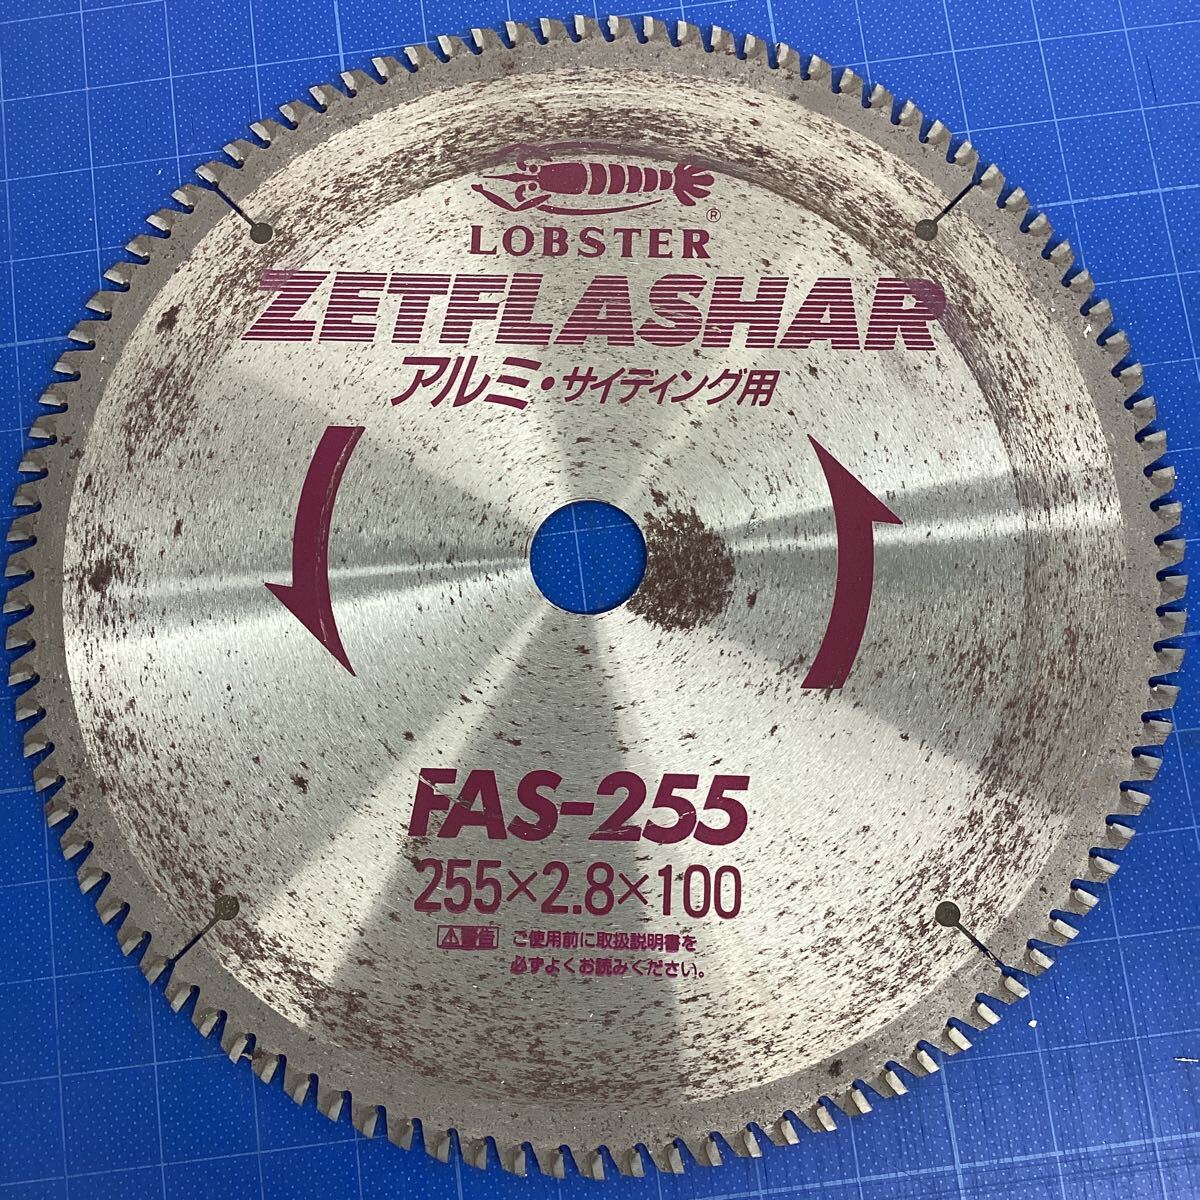 ®
LOBSTER
ZETFLASHAR
アルミ・サイディング用
FAS-255
255×2.8×100
⚠警告 ご使用前に取扱説明書を
必ずよくお読みください。